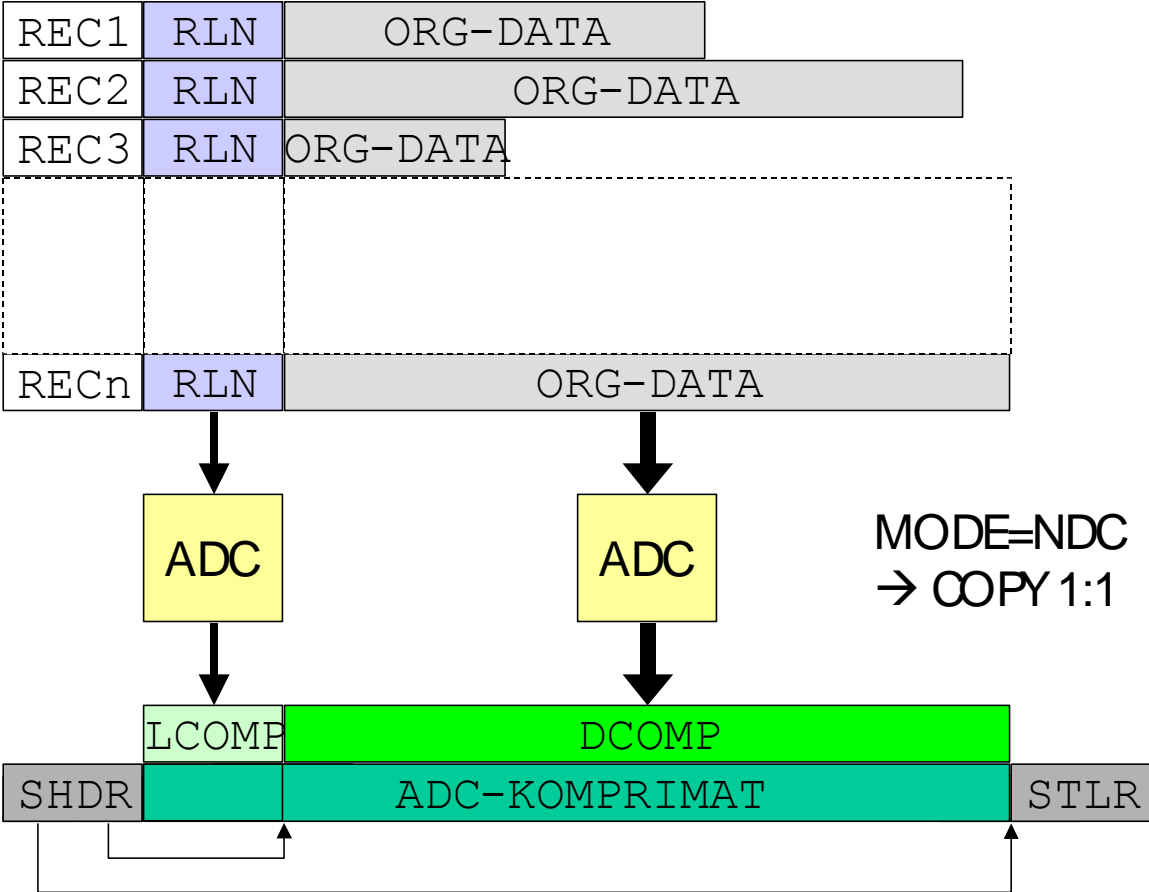 REC1 RLN ORG-DATA
REC2 RLN ORG-DATA
REC3 RLN ORG-DATA
RECn RLN ORG-DATA
ADC ADC
MODE=NDC
→ COPY 1:1
LCOMP DCOMP
SHDR ADC-KOMPRIMAT STLR